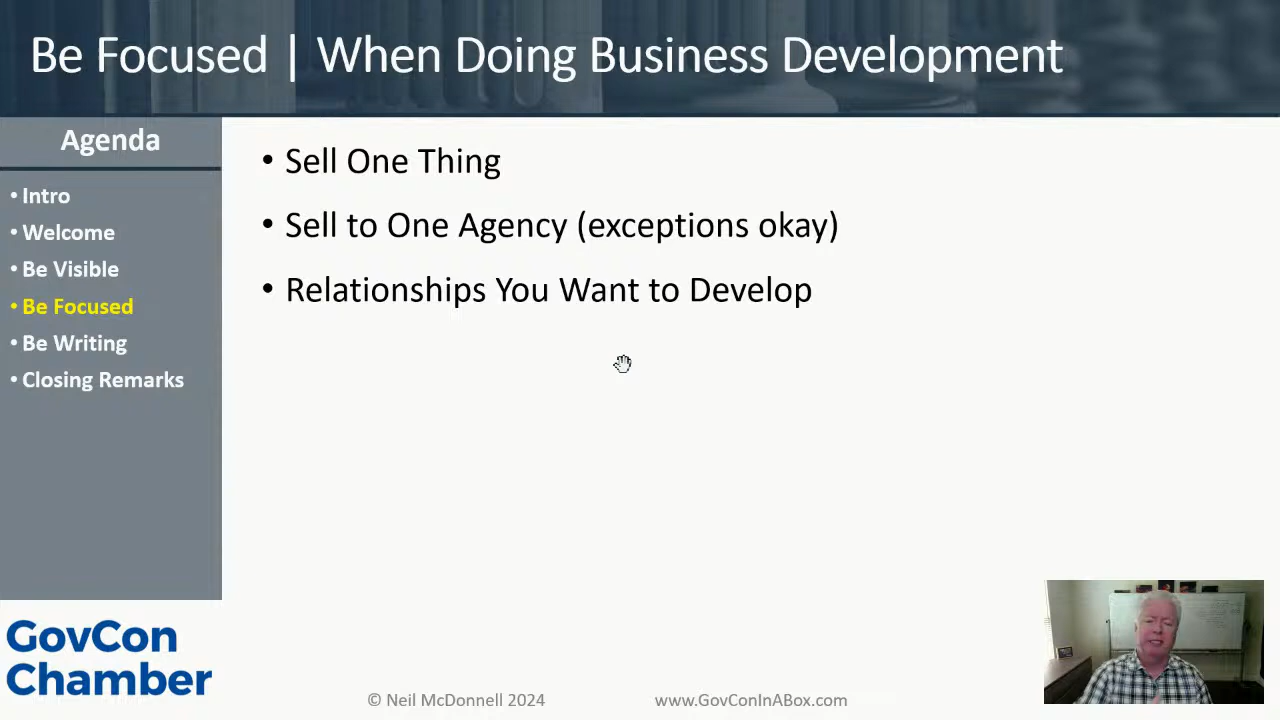 Be Focused | When Doing Business Development
Agenda
• Intro
• Welcome
• Be Visible
• Be Focused
• Be Writing
• Closing Remarks
• Sell One Thing
• Sell to One Agency (exceptions okay)
• Relationships You Want to Develop
GovCon
Chamber
© Neil McDonnell 2024
www.GovConInABox.com